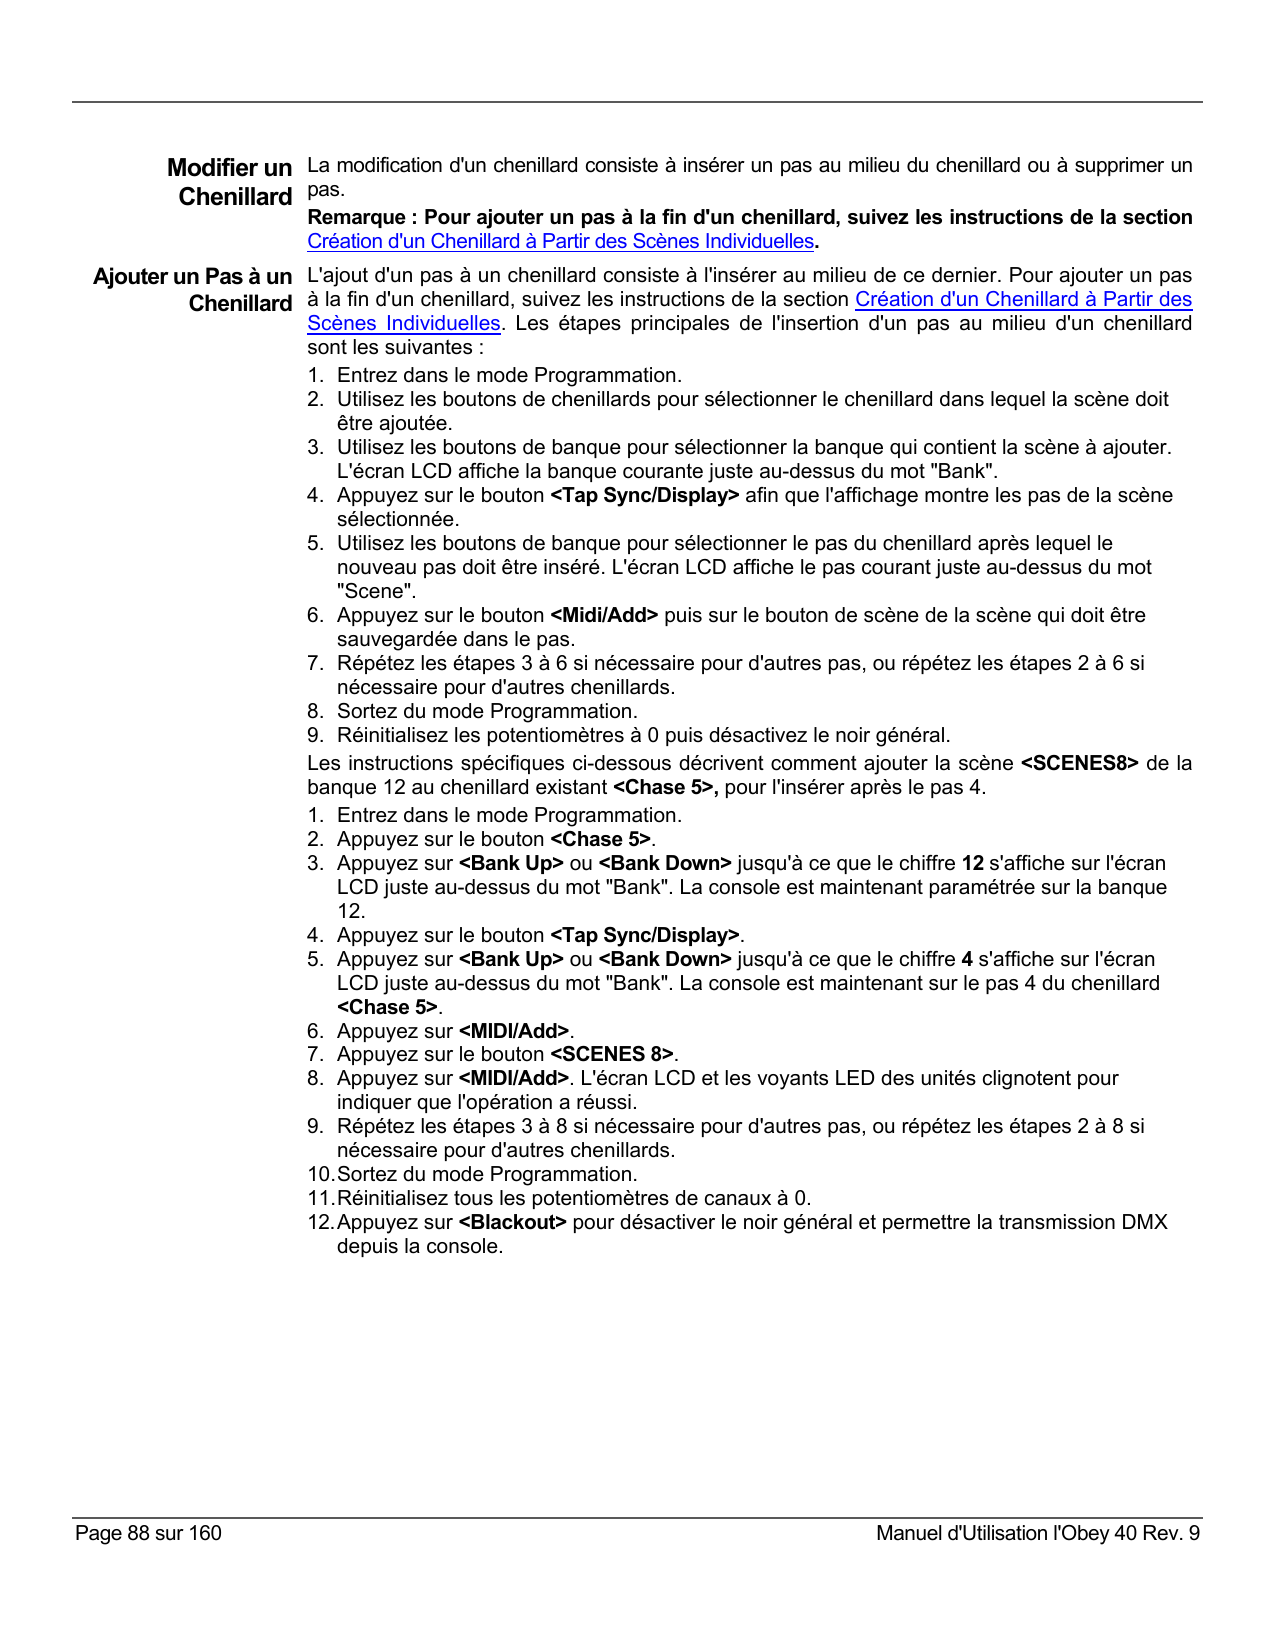 Modifier un
Chenillard
La modification d'un chenillard consiste à insérer un pas au milieu du chenillard ou à supprimer un
pas.
Remarque : Pour ajouter un pas à la fin d'un chenillard, suivez les instructions de la section
Création d'un Chenillard à Partir des Scènes Individuelles.
Ajouter un Pas à un
Chenillard
L'ajout d'un pas à un chenillard consiste à l'insérer au milieu de ce dernier. Pour ajouter un pas
à la fin d'un chenillard, suivez les instructions de la section Création d'un Chenillard à Partir des
Scènes Individuelles. Les étapes principales de l'insertion d'un pas au milieu d'un chenillard
sont les suivantes :
1. Entrez dans le mode Programmation.
2. Utilisez les boutons de chenillards pour sélectionner le chenillard dans lequel la scène doit
être ajoutée.
3. Utilisez les boutons de banque pour sélectionner la banque qui contient la scène à ajouter.
L'écran LCD affiche la banque courante juste au-dessus du mot "Bank".
4. Appuyez sur le bouton <Tap Sync/Display> afin que l'affichage montre les pas de la scène
sélectionnée.
5. Utilisez les boutons de banque pour sélectionner le pas du chenillard après lequel le
nouveau pas doit être inséré. L'écran LCD affiche le pas courant juste au-dessus du mot
"Scene".
6. Appuyez sur le bouton <Midi/Add> puis sur le bouton de scène de la scène qui doit être
sauvegardée dans le pas.
7. Répétez les étapes 3 à 6 si nécessaire pour d'autres pas, ou répétez les étapes 2 à 6 si
nécessaire pour d'autres chenillards.
8. Sortez du mode Programmation.
9. Réinitialisez les potentiomètres à 0 puis désactivez le noir général.
Les instructions spécifiques ci-dessous décrivent comment ajouter la scène <SCENES8> de la
banque 12 au chenillard existant <Chase 5>, pour l'insérer après le pas 4.
1. Entrez dans le mode Programmation.
2. Appuyez sur le bouton <Chase 5>.
3. Appuyez sur <Bank Up> ou <Bank Down> jusqu'à ce que le chiffre 12 s'affiche sur l'écran
LCD juste au-dessus du mot "Bank". La console est maintenant paramétrée sur la banque
12.
4. Appuyez sur le bouton <Tap Sync/Display>.
5. Appuyez sur <Bank Up> ou <Bank Down> jusqu'à ce que le chiffre 4 s'affiche sur l'écran
LCD juste au-dessus du mot "Bank". La console est maintenant sur le pas 4 du chenillard
<Chase 5>.
6. Appuyez sur <MIDI/Add>.
7. Appuyez sur le bouton <SCENES 8>.
8. Appuyez sur <MIDI/Add>. L'écran LCD et les voyants LED des unités clignotent pour
indiquer que l'opération a réussi.
9. Répétez les étapes 3 à 8 si nécessaire pour d'autres pas, ou répétez les étapes 2 à 8 si
nécessaire pour d'autres chenillards.
10.Sortez du mode Programmation.
11.Réinitialisez tous les potentiomètres de canaux à 0.
12.Appuyez sur <Blackout> pour désactiver le noir général et permettre la transmission DMX
depuis la console.
Page 88 sur 160
Manuel d'Utilisation l'Obey 40 Rev. 9